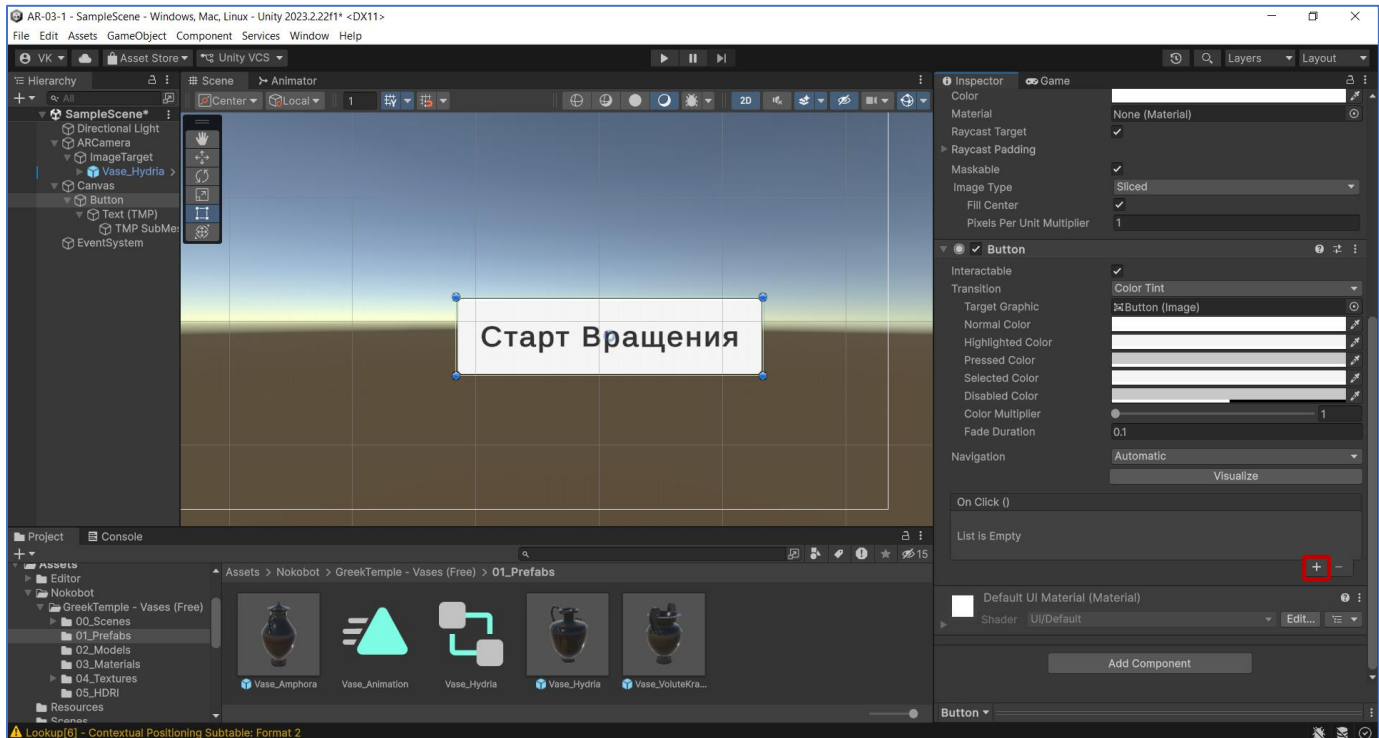 AR-03-1 - SampleScene - Windows, Mac, Linux - Unity 2023.2.22f1* <DX11>
File Edit Assets GameObject Component Services Window Help
VK Asset Store Unity VCS Layers Layout
Hierarchy
All
SampleScene*
Directional Light
ARCamera
ImageTarget
Vase_Hydria
Canvas
Button
Text (TMP)
TMP SubMe
EventSystem
Scene Animator
Center Local 1 2D
Старт Вращения
Inspector Game
Color
Material None (Material)
Raycast Target
Raycast Padding
Maskable
Image Type Sliced
Fill Center
Pixels Per Unit Multiplier 1
Button
Interactable
Transition Color Tint
Target Graphic Button (Image)
Normal Color
Highlighted Color
Pressed Color
Selected Color
Disabled Color
Color Multiplier 1
Fade Duration 0.1
Navigation Automatic
Visualize
On Click ()
List is Empty
+ -
Default UI Material (Material)
Shader UI/Default Edit...
Add Component
Button
Project Console
15
Assets
Editor
Nokobot
GreekTemple - Vases (Free)
00_Scenes
01_Prefabs
02_Models
03_Materials
04_Textures
05_HDRI
Resources
Scenes
Assets > Nokobot > GreekTemple - Vases (Free) > 01_Prefabs
Vase_Amphora Vase_Animation Vase_Hydria Vase_Hydria Vase_VoluteKra...
Lookup[6] - Contextual Positioning Subtable: Format 2